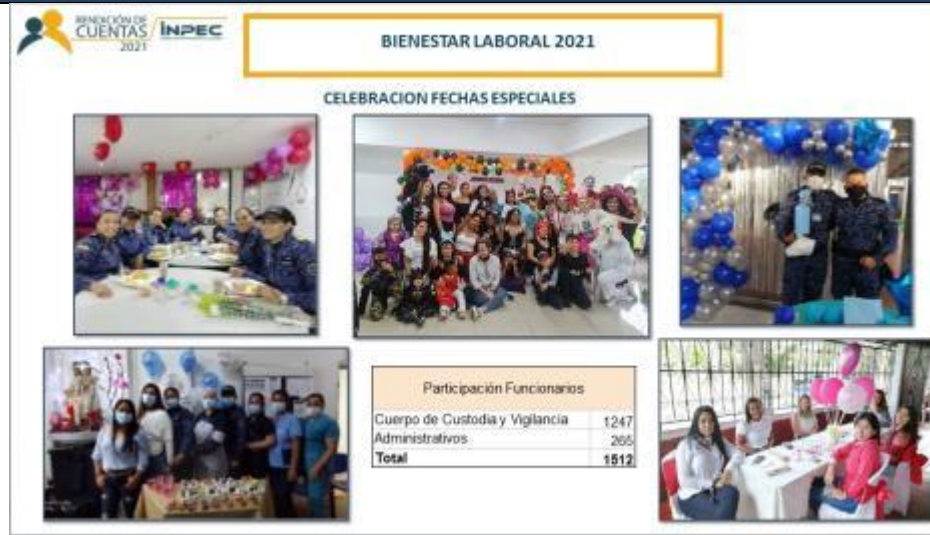 RENDICIÓN DE
CUENTAS
2021
INPEC
BIENESTAR LABORAL 2021
CELEBRACION FECHAS ESPECIALES
Participación Funcionarios
Cuerpo de Custodia y Vigilancia 1247
Administrativos 265
Total 1512